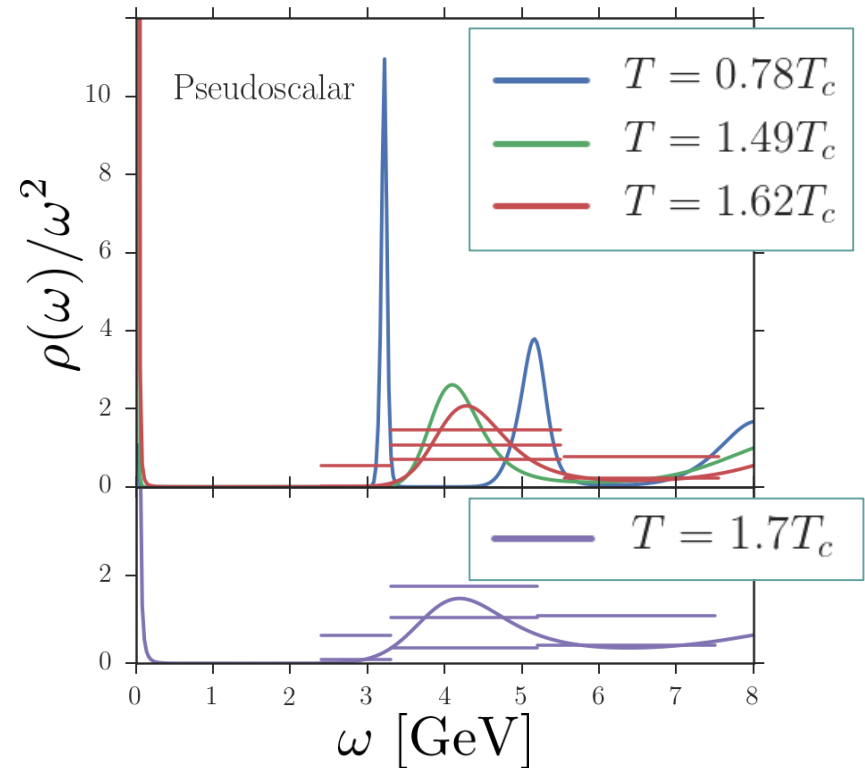 Pseudoscalar
T = 0.78T_c
T = 1.49T_c
T = 1.62T_c
10
8
6
4
2
0
ρ(ω)/ω²
T = 1.7T_c
2
0
0 1 2 3 4 5 6 7 8
ω [GeV]